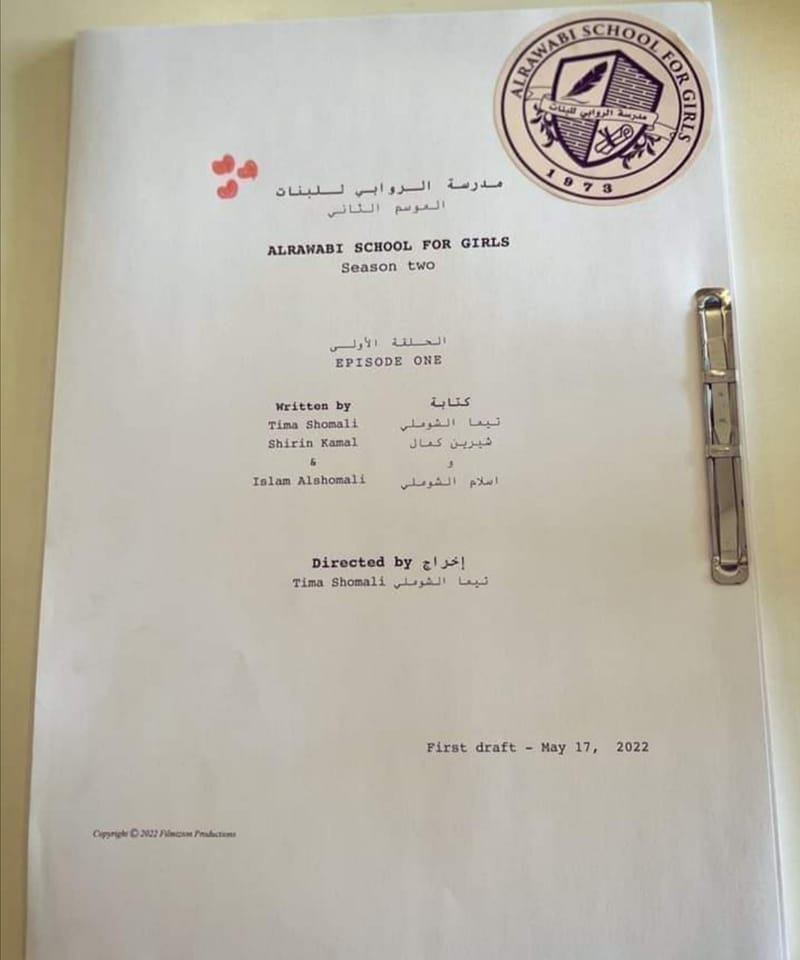 ALRAWABI SCHOOL FOR GIRLS
مدرسة الروابي للبنات
1973
مدرسة الروابي للبنات
الموسم الثاني
ALRAWABI SCHOOL FOR GIRLS
Season two
الحلقة الأولى
EPISODE ONE
Written by كتابة
Tima Shomali تيما الشوملي
Shirin Kamal شيرين كمال
& و
Islam Alshomali اسلام الشوملي
Directed by إخراج
Tima Shomali تيما الشوملي
First draft - May 17, 2022
Copyright © 2022 Filmizion Productions